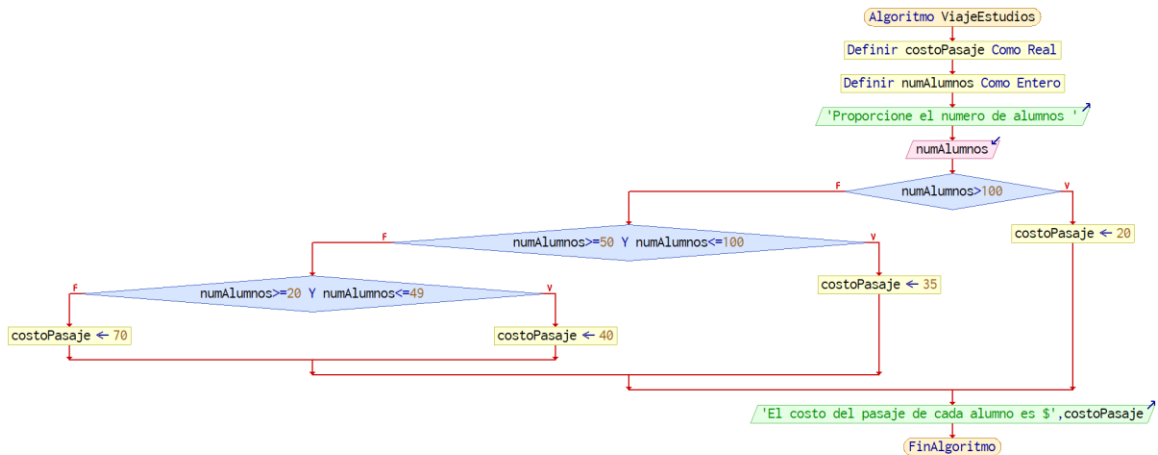 Algoritmo ViajeEstudios
Definir costoPasaje Como Real
Definir numAlumnos Como Entero
'Proporcione el numero de alumnos '
numAlumnos
F numAlumnos>100 V
costoPasaje ← 20
F numAlumnos>=50 Y numAlumnos<=100 V
costoPasaje ← 35
F numAlumnos>=20 Y numAlumnos<=49 V
costoPasaje ← 70
costoPasaje ← 40
'El costo del pasaje de cada alumno es $',costoPasaje
FinAlgoritmo